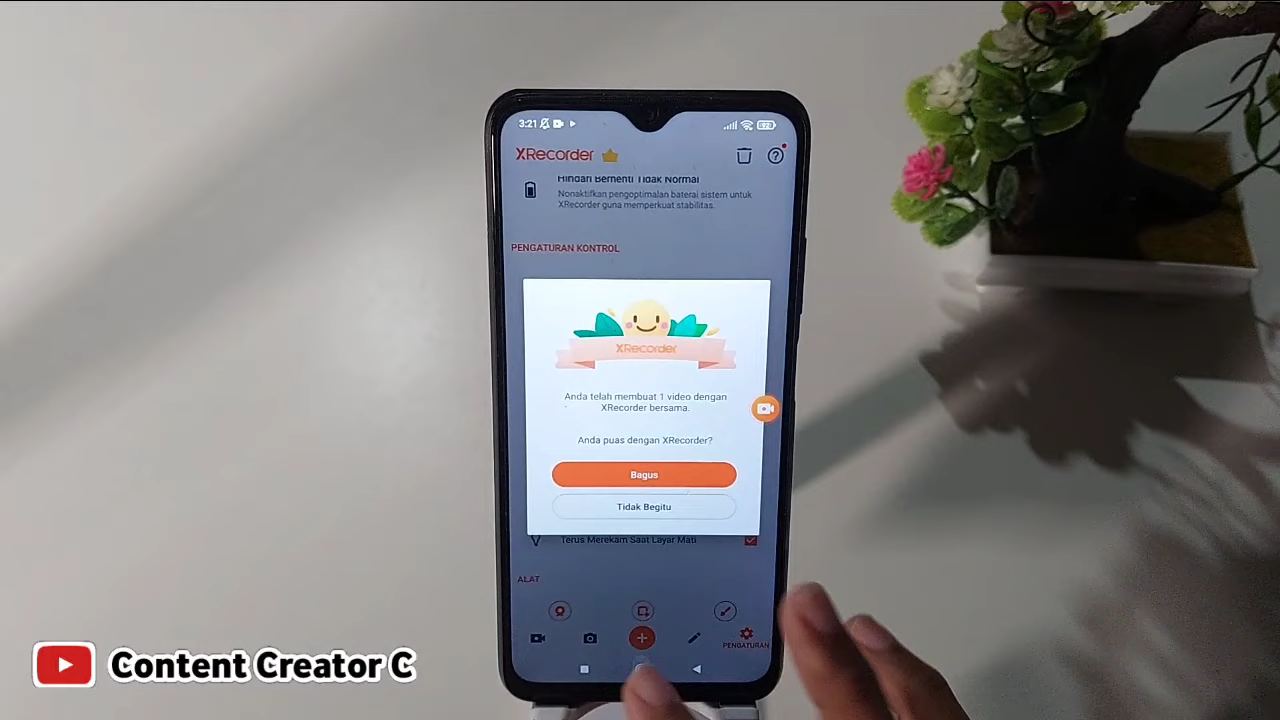 3:21
XRecorder
Hindari Berhenti Tidak Normal
Nonaktifkan pengoptimalan baterai sistem untuk
XRecorder guna memperkuat stabilitas.
PENGATURAN KONTROL
XRecorder
Anda telah membuat 1 video dengan
XRecorder bersama.
Anda puas dengan XRecorder?
Bagus
Tidak Begitu
Terus Merekam Saat Layar Mati
ALAT
PENGATURAN
Content Creator C